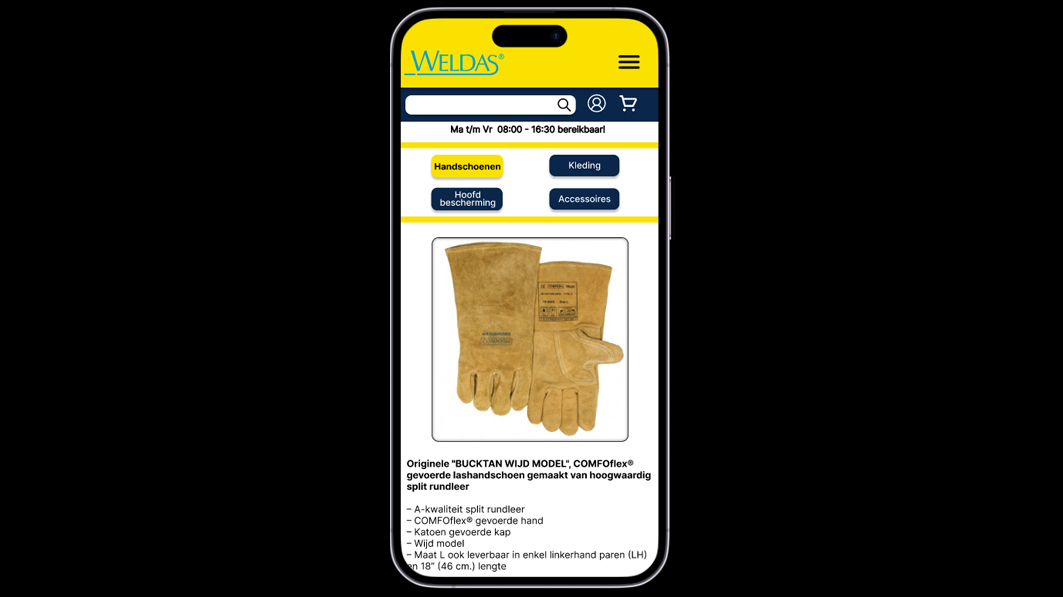 WELDAS®
Ma t/m Vr 08:00 - 16:30 bereikbaar!
Handschoenen
Kleding
Hoofd
bescherming
Accessoires
Originele "BUCKTAN WIJD MODEL", COMFOflex®
gevoerde lashandschoen gemaakt van hoogwaardig
split rundleer
– A-kwaliteit split rundleer
– COMFOflex® gevoerde hand
– Katoen gevoerde kap
– Wijd model
– Maat L ook leverbaar in enkel linkerhand paren (LH)
en 18" (46 cm.) lengte